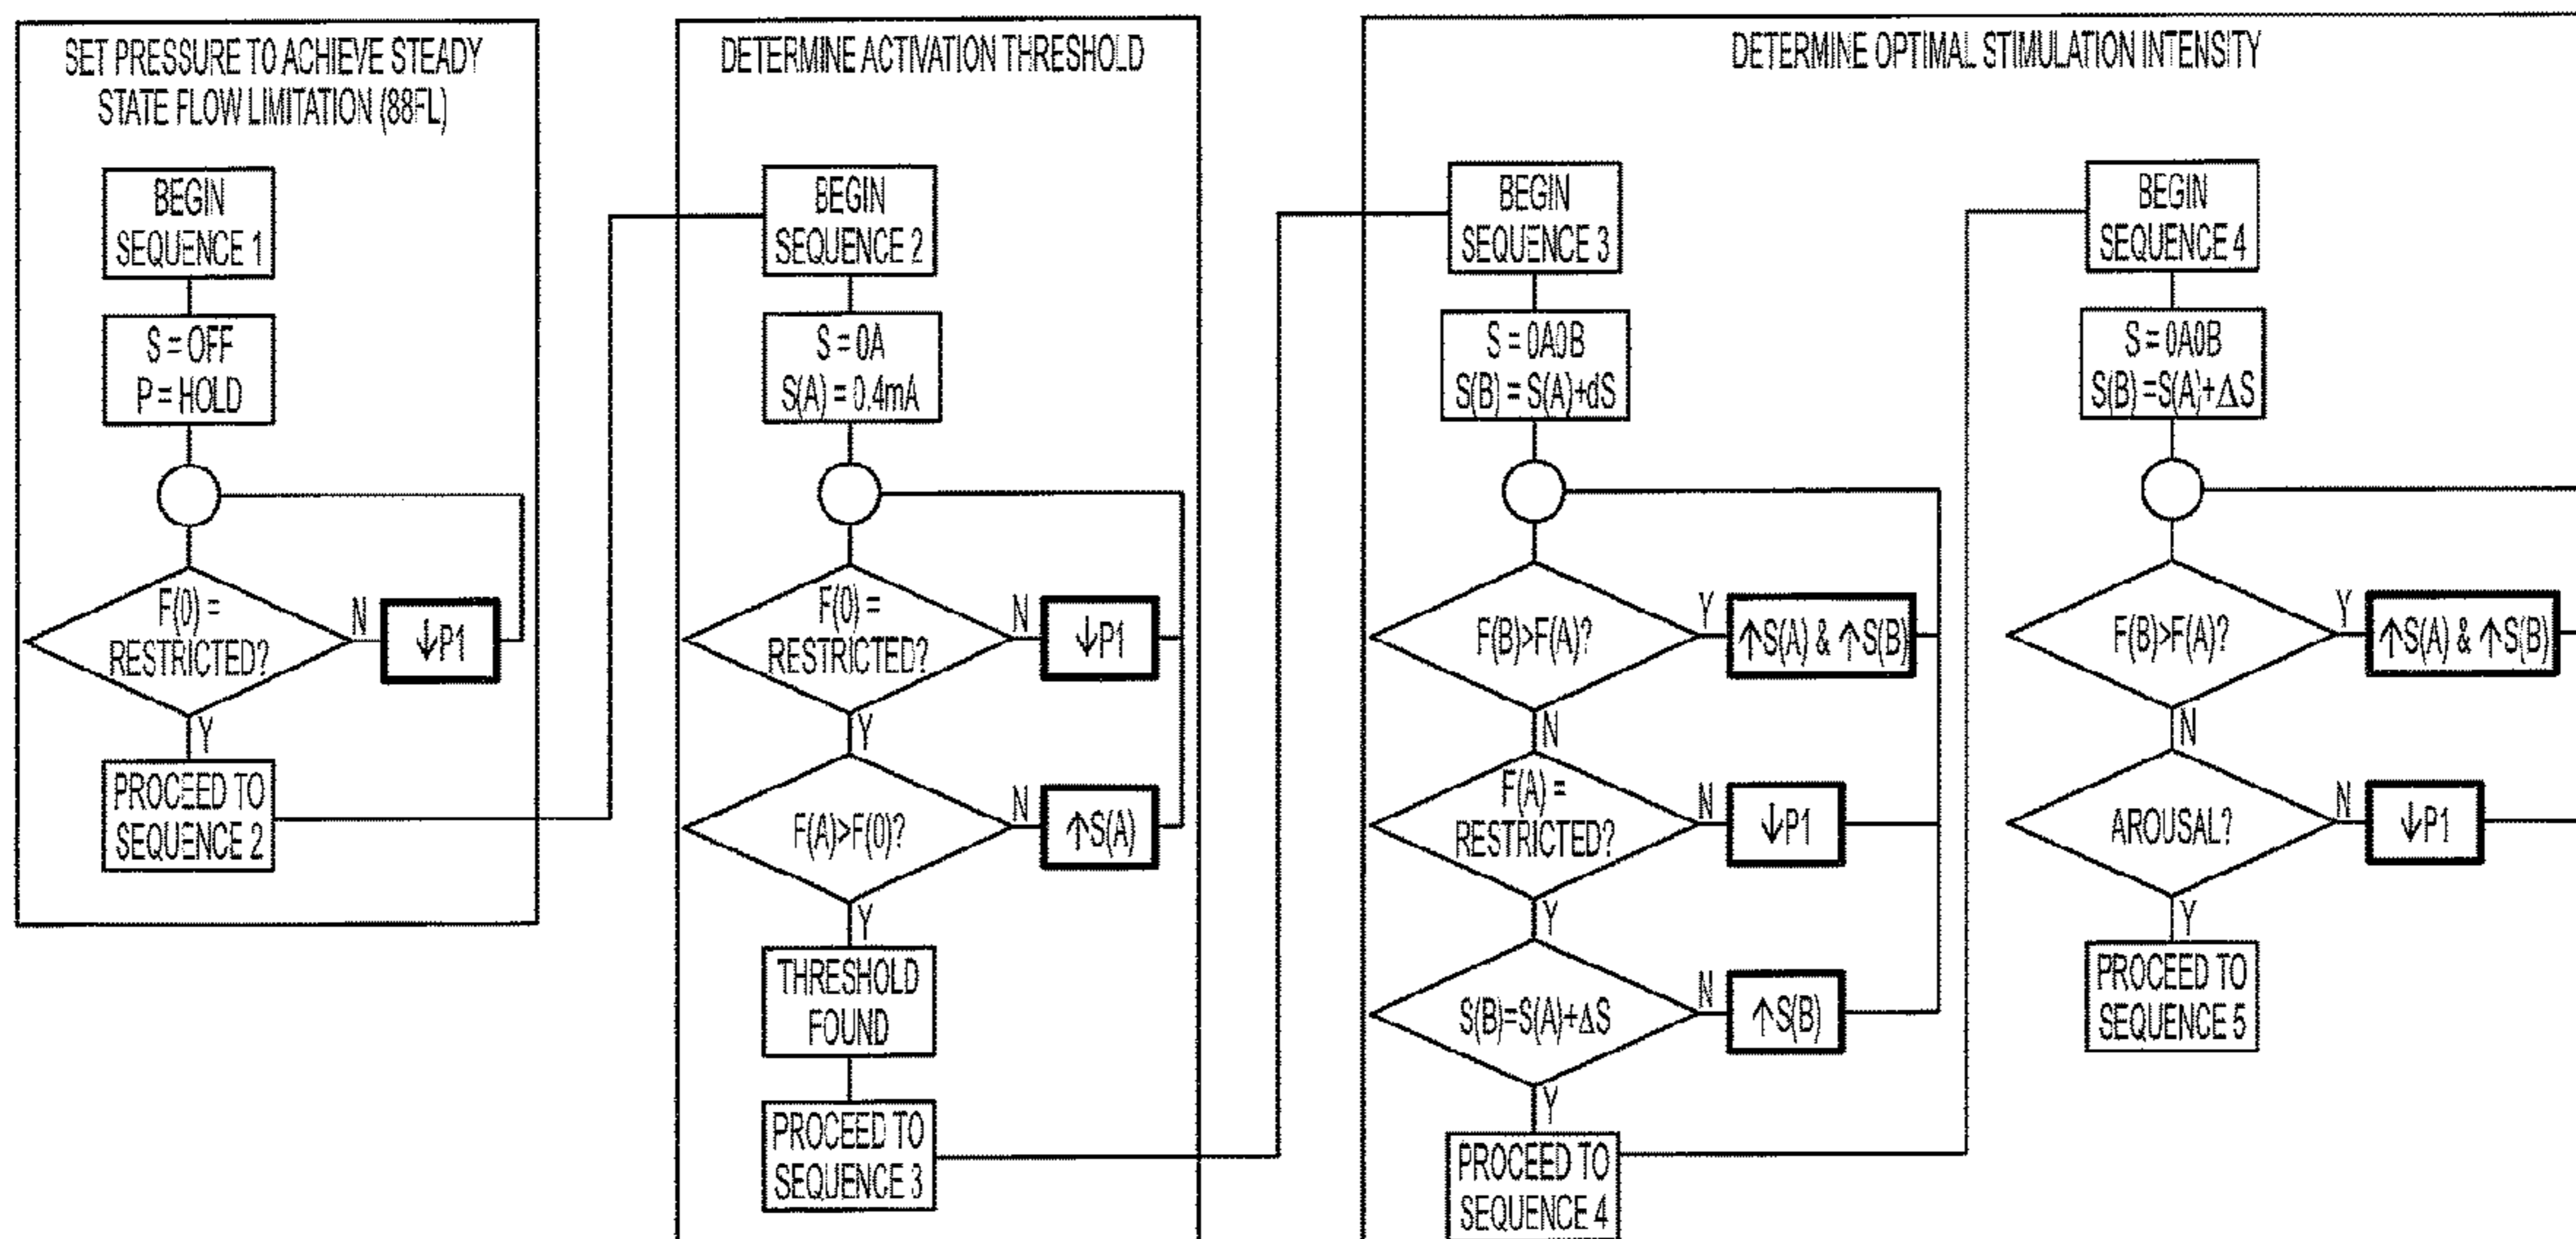 SET PRESSURE TO ACHIEVE STEADY
STATE FLOW LIMITATION (88FL)
BEGIN
SEQUENCE 1
S = OFF
P = HOLD
F(0) =
RESTRICTED?
N
↓P1
Y
PROCEED TO
SEQUENCE 2
DETERMINE ACTIVATION THRESHOLD
BEGIN
SEQUENCE 2
S = 0A
S(A) = 0.4mA
F(0) =
RESTRICTED?
N
↓P1
Y
F(A)>F(0)?
N
↑S(A)
Y
THRESHOLD
FOUND
PROCEED TO
SEQUENCE 3
DETERMINE OPTIMAL STIMULATION INTENSITY
BEGIN
SEQUENCE 3
S = 0A0B
S(B) = S(A)+dS
F(B)>F(A)?
Y
↑S(A) & ↑S(B)
N
F(A) =
RESTRICTED?
N
↓P1
Y
S(B)=S(A)+ΔS
N
↑S(B)
Y
PROCEED TO
SEQUENCE 4
BEGIN
SEQUENCE 4
S = 0A0B
S(B) =S(A)+ΔS
F(B)>F(A)?
Y
↑S(A) & ↑S(B)
N
AROUSAL?
N
↓P1
Y
PROCEED TO
SEQUENCE 5